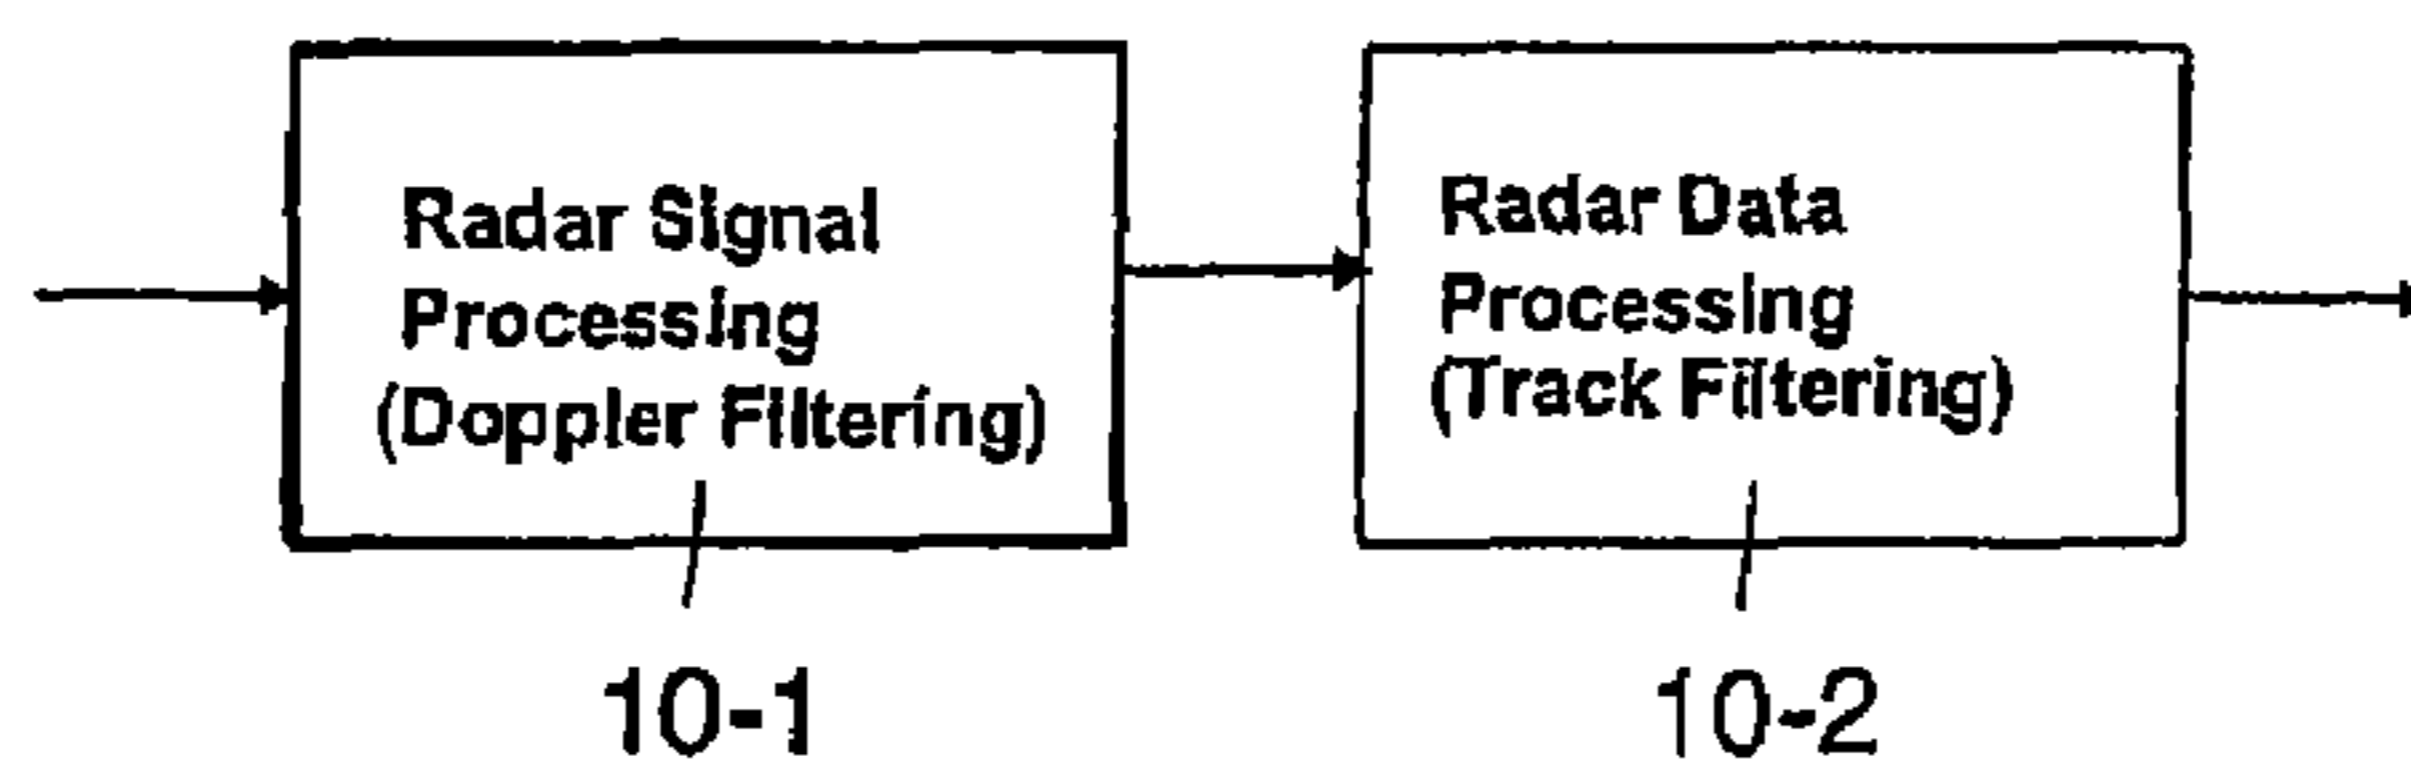 Radar Signal
Processing
(Doppler Filtering)
Radar Data
Processing
(Track Filtering)
10-1
10-2